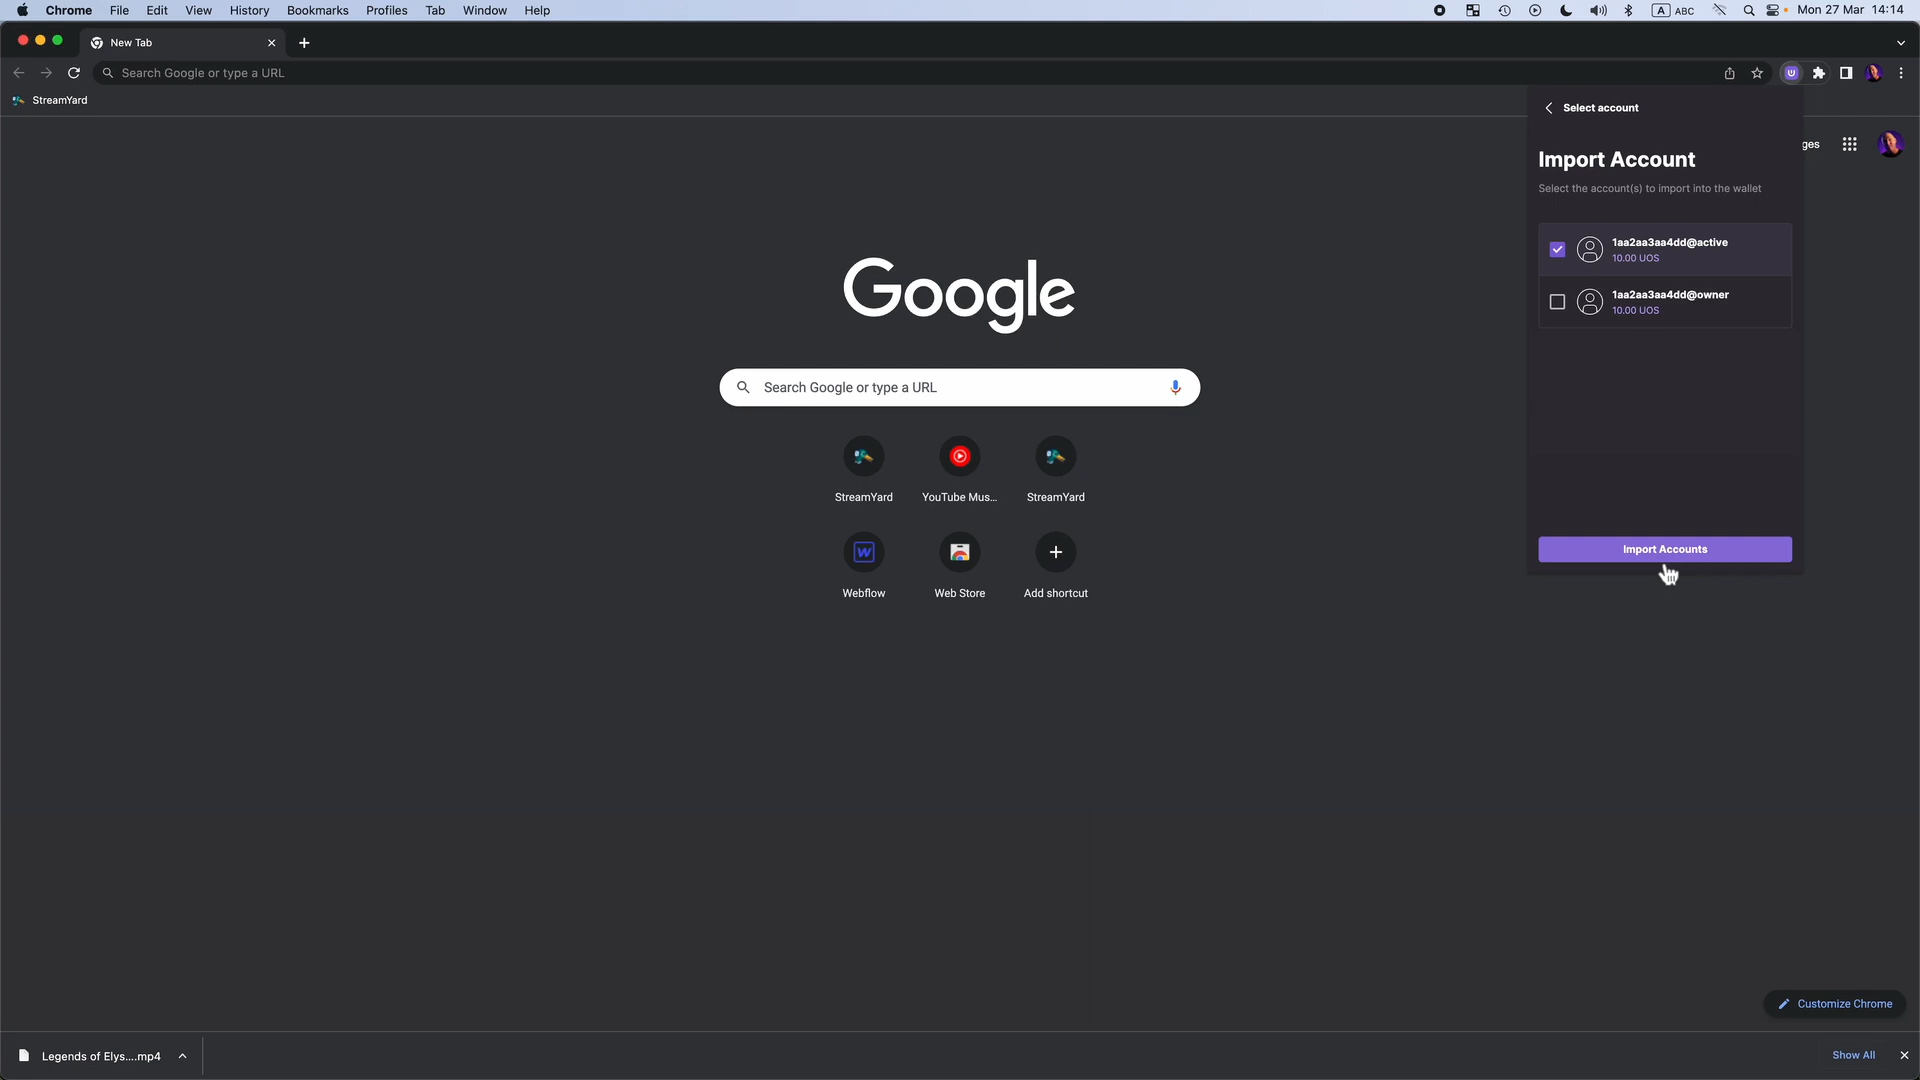 Chrome File Edit View History Bookmarks Profiles Tab Window Help A ABC Mon 27 Mar 14:14
New Tab
Search Google or type a URL
StreamYard
Select account
ges
Import Account
Select the account(s) to import into the wallet
1aa2aa3aa4dd@active
10.00 UOS
1aa2aa3aa4dd@owner
10.00 UOS
Import Accounts
Google
Search Google or type a URL
StreamYard YouTube Mus... StreamYard
Webflow Web Store Add shortcut
Customize Chrome
Legends of Elys....mp4 Show All